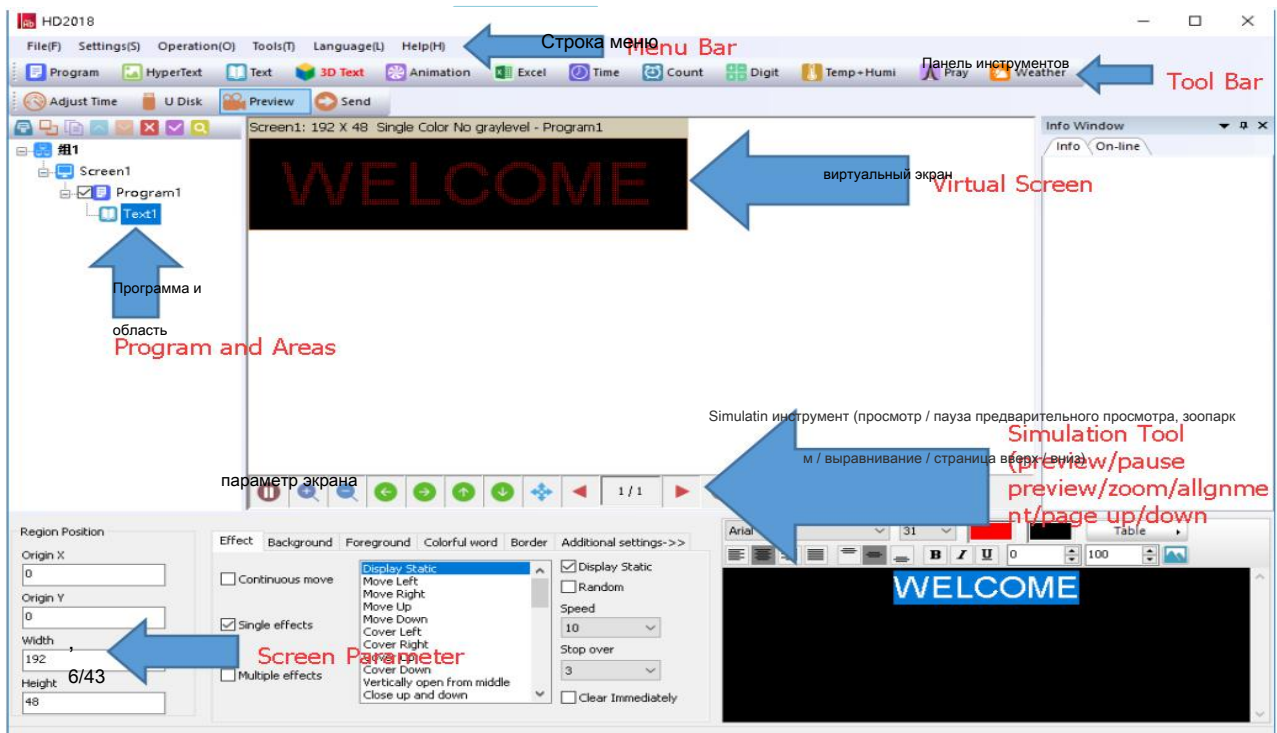 HD2018
File(F) Settings(S) Operation(O) Tools(T) Language(L) Help(H)
Строка меню
Menu Bar
Program HyperText Text 3D Text Animation Excel Time Count Digit Temp+Humi Pray Weather
Панель инструментов
Tool Bar
Adjust Time U Disk Preview Send
Screen1: 192 X 48 Single Color No graylevel - Program1
Info Window
Info On-line
组1
Screen1
Program1
Text1
WELCOME
виртуальный экран
Virtual Screen
Программа и
область
Program and Areas
Simulatin инструмент (просмотр / пауза предварительного просмотра, зоопарк
м / выравнивание / страница вверх / вниз)
Simulation Tool
(preview/pause
preview/zoom/allgnme
nt/page up/down
параметр экрана
1/1
Region Position
Origin X
0
Origin Y
0
Width
192
,
6/43
Height
48
Screen Parameter
Effect Background Foreground Colorful word Border Additional settings->>
Continuous move
Single effects
Multiple effects
Display Static
Move Left
Move Right
Move Up
Move Down
Cover Left
Cover Right
Cover Down
Vertically open from middle
Close up and down
Display Static
Random
Speed
10
Stop over
3
Clear Immediately
Arial 31 Table
B I U 0 100
WELCOME